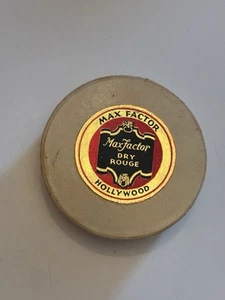 MAX FACTOR
Max Factor
DRY
ROUGE
HOLLYWOOD